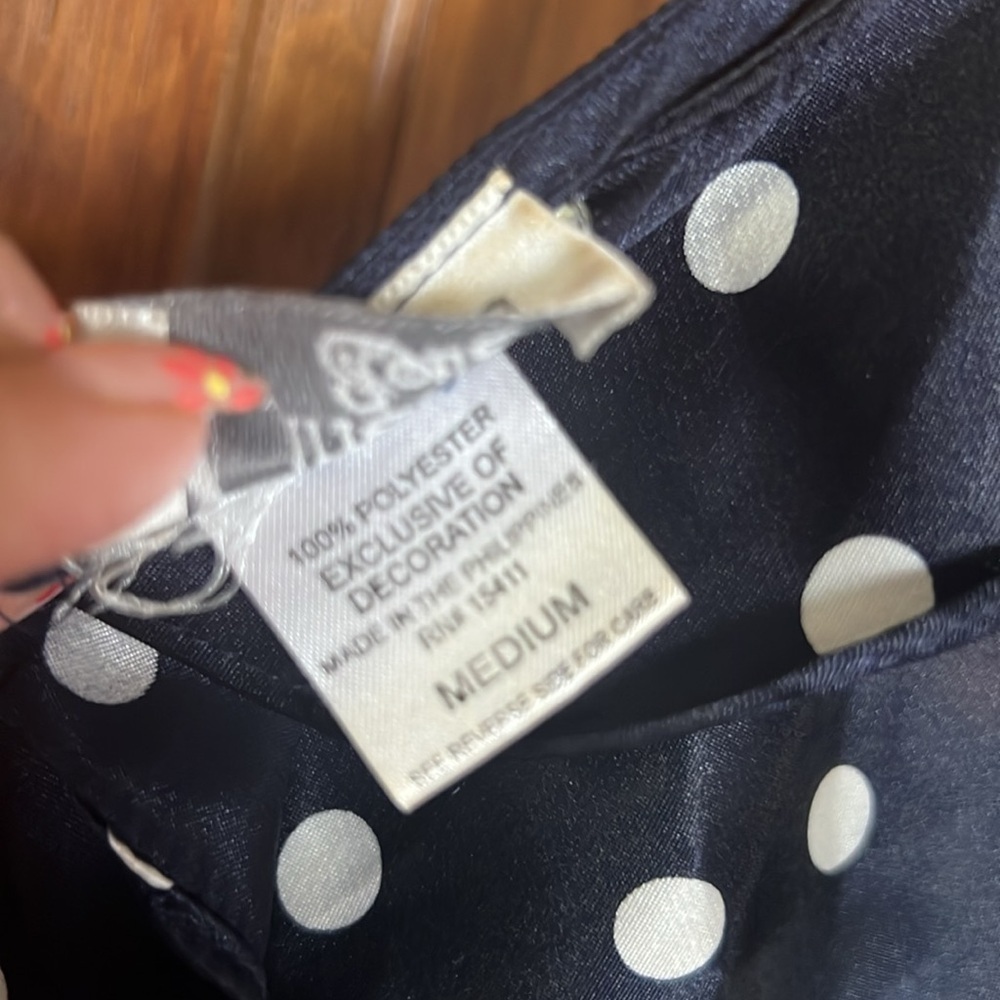 100% POLYESTER
EXCLUSIVE OF
DECORATION
MADE IN THE PHILIPPINES
RN# 15411
MEDIUM
SEE REVERSE SIDE FOR CARE